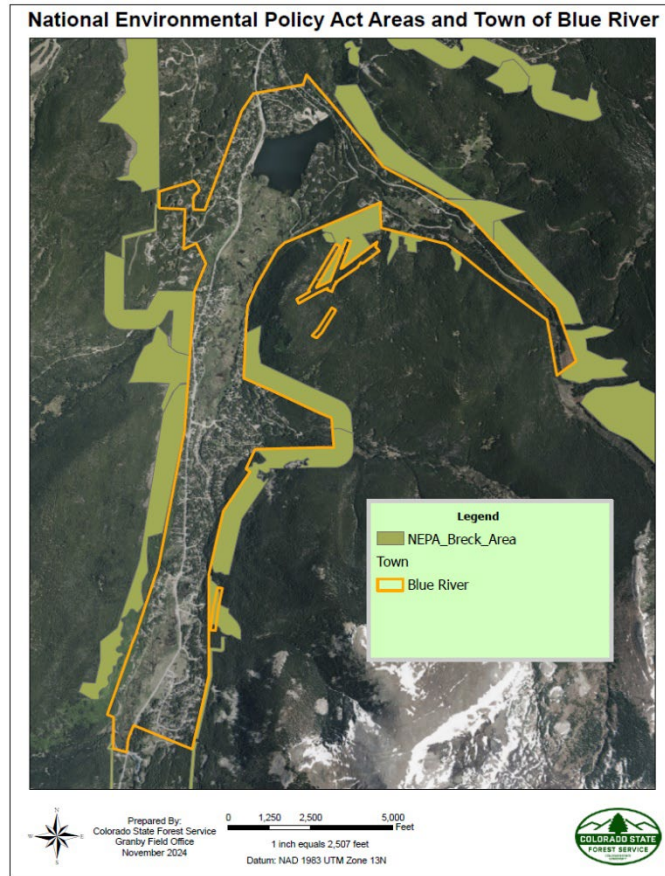 National Environmental Policy Act Areas and Town of Blue River
Legend
NEPA_Breck_Area
Town
Blue River
N
W
E
S
Prepared By:
Colorado State Forest Service
Granby Field Office
November 2024
0 1,250 2,500 5,000
Feet
1 inch equals 2,507 feet
Datum: NAD 1983 UTM Zone 13N
COLORADO STATE
FOREST SERVICE